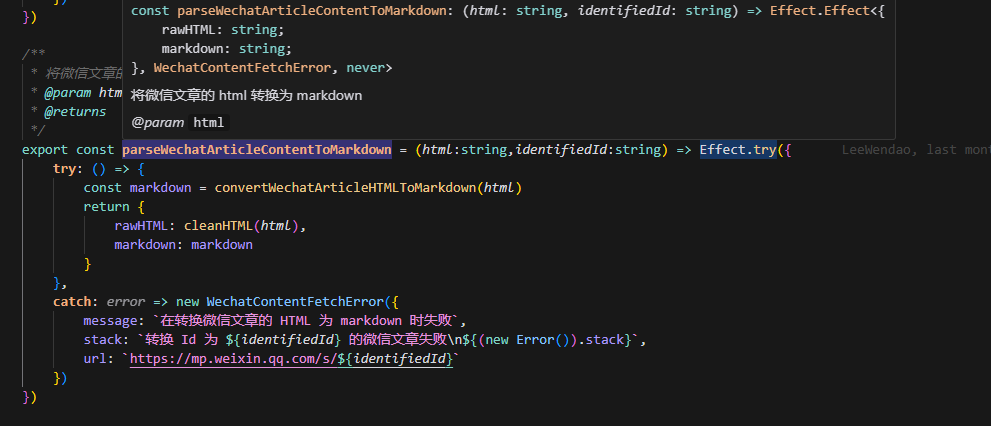 })
})
const parseWechatArticleContentToMarkdown: (html: string, identifiedId: string) => Effect.Effect<{
rawHTML: string;
markdown: string;
}, WechatContentFetchError, never>
将微信文章的 html 转换为 markdown
@param html
/**
* 将微信文章的
* @param htm
* @returns
*/
export const parseWechatArticleContentToMarkdown = (html:string,identifiedId:string) => Effect.try({ LeeWendao, last mont
try: () => {
const markdown = convertWechatArticleHTMLToMarkdown(html)
return {
rawHTML: cleanHTML(html),
markdown: markdown
}
},
catch: error => new WechatContentFetchError({
message: `在转换微信文章的 HTML 为 markdown 时失败`,
stack: `转换 Id 为 ${identifiedId} 的微信文章失败\n${(new Error()).stack}`,
url: `https://mp.weixin.qq.com/s/${identifiedId}`
})
})